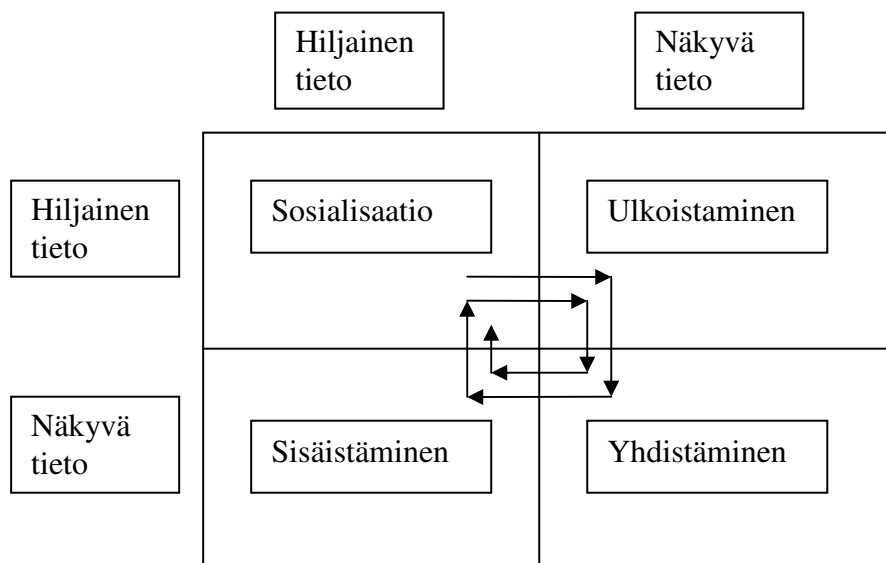 Hiljainen
tieto
Näkyvä
tieto
Hiljainen
tieto
Sosialisaatio
Ulkoistaminen
Näkyvä
tieto
Sisäistäminen
Yhdistäminen